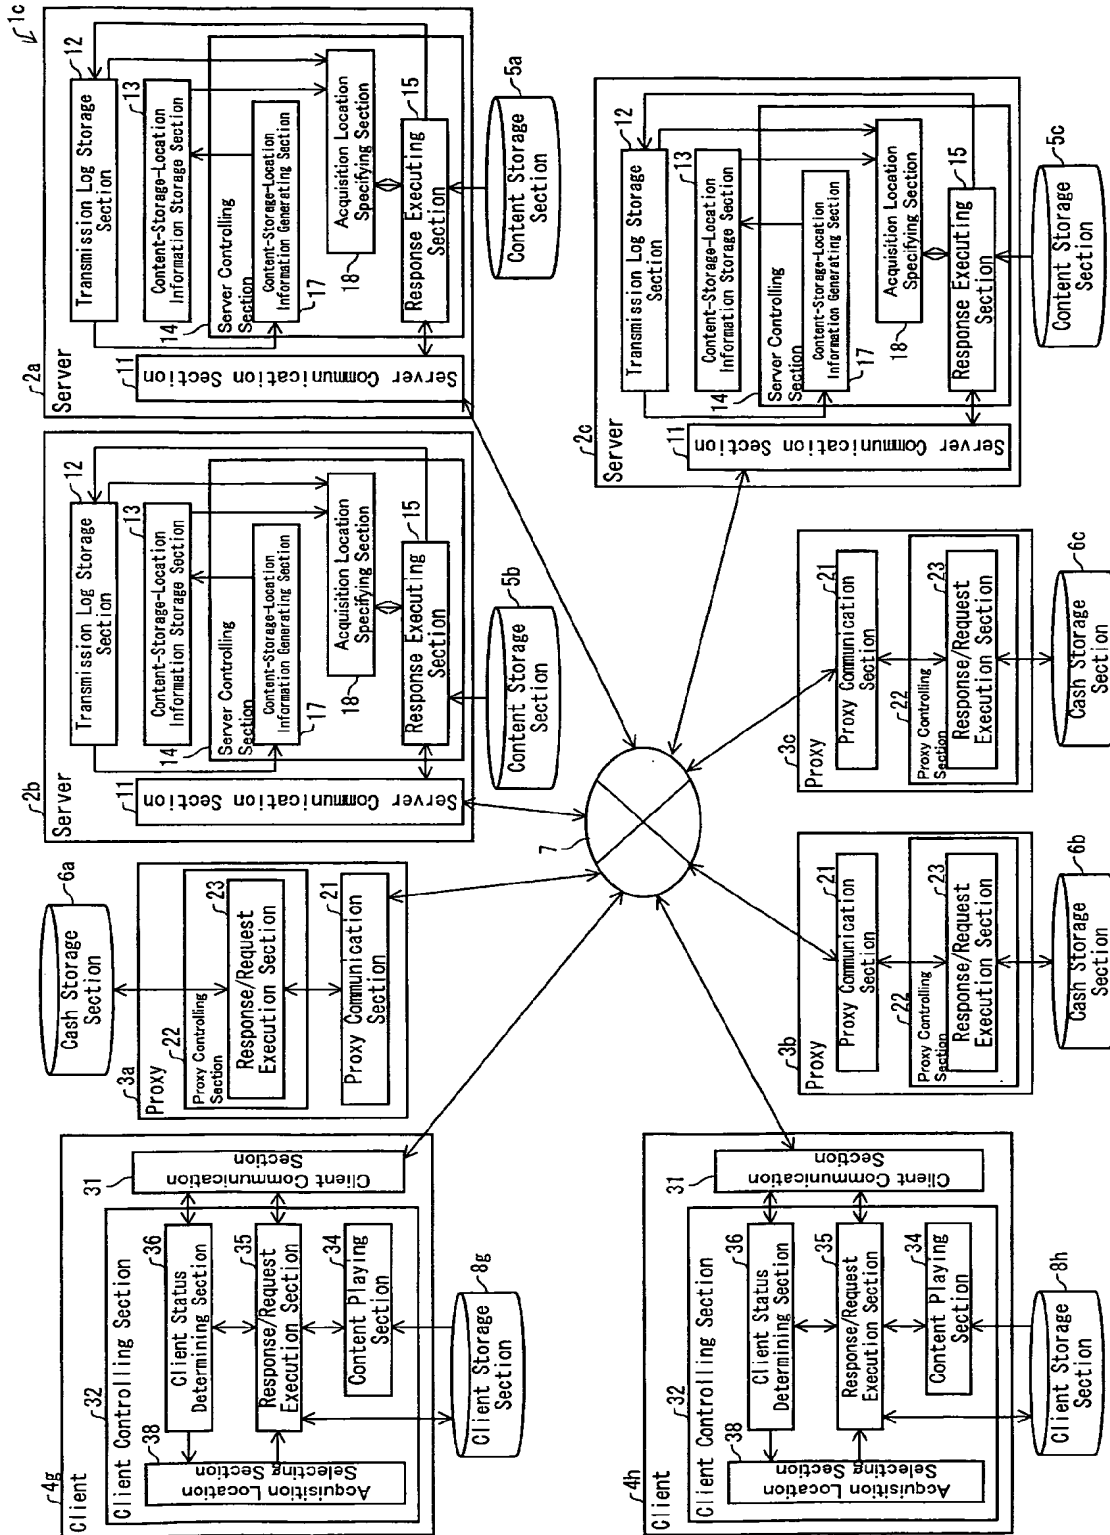 1c
2a
Server
11
Server Communication Section
12
Transmission Log Storage
Section
13
Content-Storage-Location
Information Storage Section
14
Server Controlling
Section
Content-Storage-Location
Information Generating Section
17
Acquisition Location
Specifying Section
18
15
Response Executing
Section
5a
Content Storage
Section
2b
Server
11
Server Communication Section
12
Transmission Log Storage
Section
13
Content-Storage-Location
Information Storage Section
14
Server Controlling
Section
Content-Storage-Location
Information Generating Section
17
Acquisition Location
Specifying Section
18
15
Response Executing
Section
5b
Content Storage
Section
2c
Server
11
Server Communication Section
12
Transmission Log Storage
Section
13
Content-Storage-Location
Information Storage Section
14
Server Controlling
Section
Content-Storage-Location
Information Generating Section
17
Acquisition Location
Specifying Section
18
15
Response Executing
Section
5c
Content Storage
Section
6a
Cash Storage
Section
3a
Proxy
22
Proxy Controlling
Section
23
Response/Request
Execution Section
21
Proxy Communication
Section
7
3b
Proxy
21
Proxy Communication
Section
22
Proxy Controlling
Section
23
Response/Request
Execution Section
6b
Cash Storage
Section
3c
Proxy
21
Proxy Communication
Section
22
Proxy Controlling
Section
23
Response/Request
Execution Section
6c
Cash Storage
Section
4g
Client
31
Client Communication
Section
32
Client Controlling Section
36
Client Status
Determining Section
38
Acquisition Location
Selecting Section
35
Response/Request
Execution Section
34
Content Playing
Section
8g
Client Storage
Section
4h
Client
31
Client Communication
Section
32
Client Controlling Section
36
Client Status
Determining Section
38
Acquisition Location
Selecting Section
35
Response/Request
Execution Section
34
Content Playing
Section
8h
Client Storage
Section